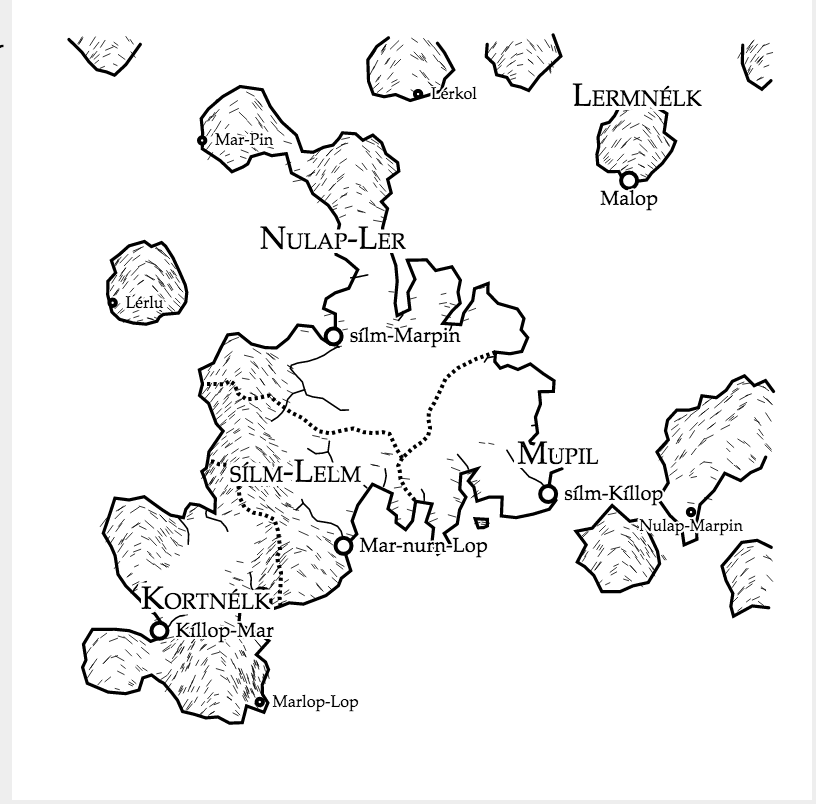 Lérkol
LERMNÉLK
Mar-Pin
Malop
NULAP-LER
Lérlu
sílm-Marpin
MUPIL
SÍLM-LELM
sílm-Kíllop
Nulap-Marpin
Mar-nurn-Lop
KORTNÉLK
Kíllop-Mar
Marlop-Lop